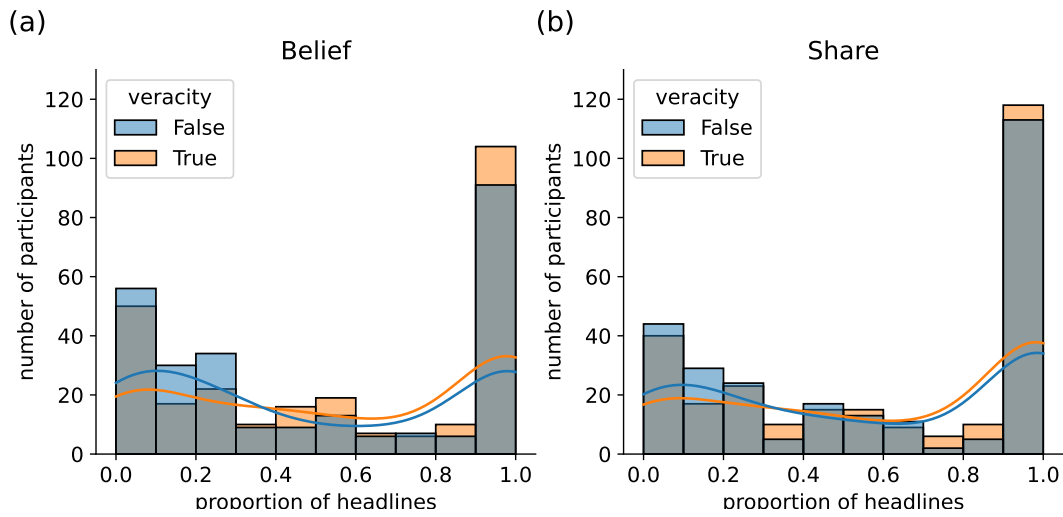 (a)
Belief
veracity
False
True
number of participants
120
100
80
60
40
20
0
0.0 0.2 0.4 0.6 0.8 1.0
proportion of headlines
(b)
Share
veracity
False
True
number of participants
120
100
80
60
40
20
0
0.0 0.2 0.4 0.6 0.8 1.0
proportion of headlines